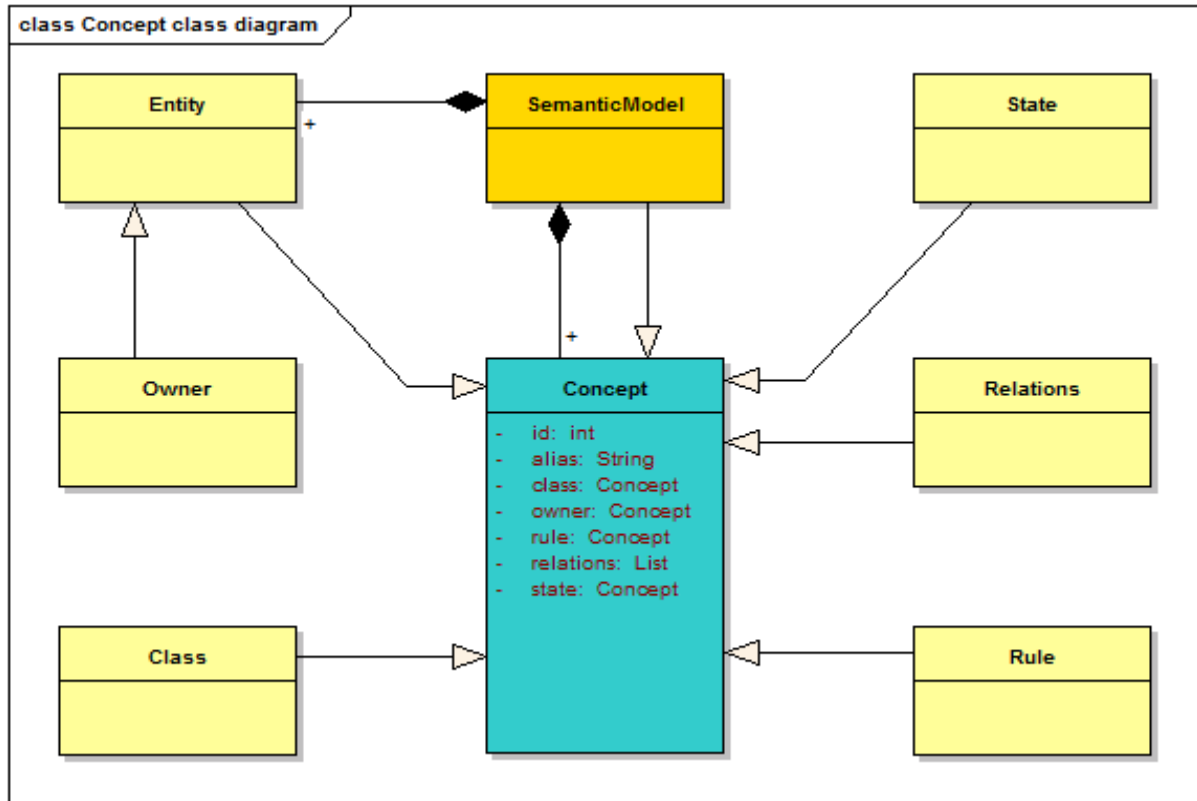 class Concept class diagram
Entity
SemanticModel
State
+
+
Owner
Concept
Relations
- id: int
- alias: String
- class: Concept
- owner: Concept
- rule: Concept
- relations: List
- state: Concept
Class
Rule